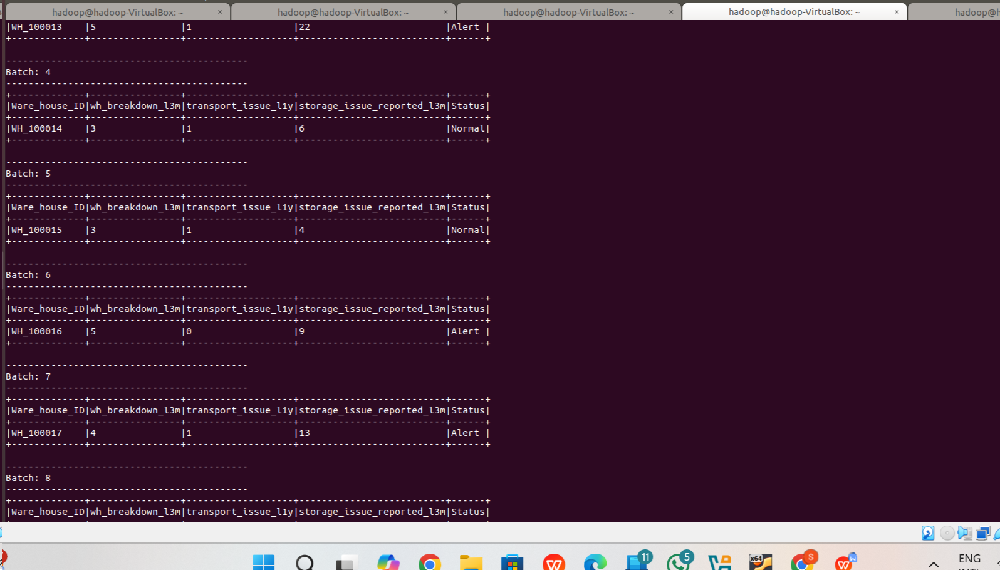 hadoop@hadoop-VirtualBox: ~ × hadoop@hadoop-VirtualBox: ~ × hadoop@hadoop-VirtualBox: ~ × hadoop@hadoop-VirtualBox: ~ × hadoop@h
|WH_100013    |5               |1                  |22                        |Alert |
+-------------+----------------+-------------------+--------------------------+------+
-------------------------------------------
Batch: 4
-------------------------------------------
+-------------+----------------+-------------------+--------------------------+------+
|Ware_house_ID|wh_breakdown_l3m|transport_issue_l1y|storage_issue_reported_l3m|Status|
+-------------+----------------+-------------------+--------------------------+------+
|WH_100014    |3               |1                  |6                         |Normal|
+-------------+----------------+-------------------+--------------------------+------+
-------------------------------------------
Batch: 5
-------------------------------------------
+-------------+----------------+-------------------+--------------------------+------+
|Ware_house_ID|wh_breakdown_l3m|transport_issue_l1y|storage_issue_reported_l3m|Status|
+-------------+----------------+-------------------+--------------------------+------+
|WH_100015    |3               |1                  |4                         |Normal|
+-------------+----------------+-------------------+--------------------------+------+
-------------------------------------------
Batch: 6
-------------------------------------------
+-------------+----------------+-------------------+--------------------------+------+
|Ware_house_ID|wh_breakdown_l3m|transport_issue_l1y|storage_issue_reported_l3m|Status|
+-------------+----------------+-------------------+--------------------------+------+
|WH_100016    |5               |0                  |9                         |Alert |
+-------------+----------------+-------------------+--------------------------+------+
-------------------------------------------
Batch: 7
-------------------------------------------
+-------------+----------------+-------------------+--------------------------+------+
|Ware_house_ID|wh_breakdown_l3m|transport_issue_l1y|storage_issue_reported_l3m|Status|
+-------------+----------------+-------------------+--------------------------+------+
|WH_100017    |4               |1                  |13                        |Alert |
+-------------+----------------+-------------------+--------------------------+------+
-------------------------------------------
Batch: 8
-------------------------------------------
+-------------+----------------+-------------------+--------------------------+------+
|Ware_house_ID|wh_breakdown_l3m|transport_issue_l1y|storage_issue_reported_l3m|Status|
11 5 x64 S W
ENG